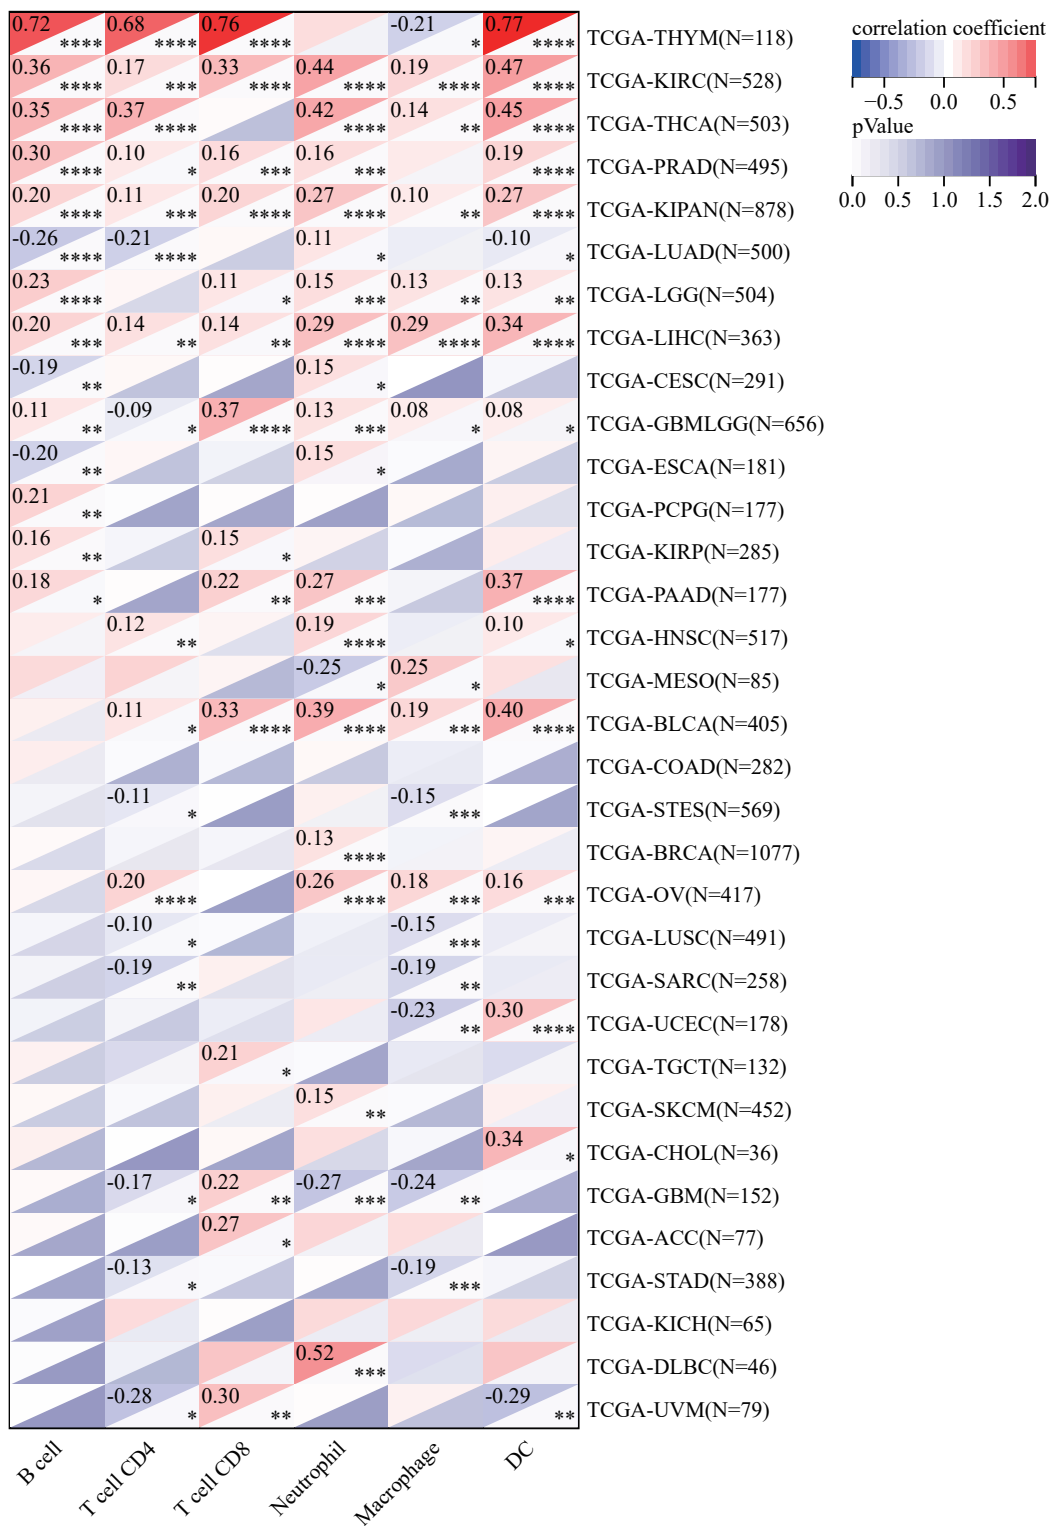 correlation coefficient
−0.5 0.0 0.5
pValue
0.0 0.5 1.0 1.5 2.0
0.72 0.68 0.76 -0.21 0.77
**** **** **** * **** TCGA-THYM(N=118)
0.36 0.17 0.33 0.44 0.19 0.47
**** *** **** **** **** **** TCGA-KIRC(N=528)
0.35 0.37 0.42 0.14 0.45
**** **** **** ** **** TCGA-THCA(N=503)
0.30 0.10 0.16 0.16 0.19
**** * *** *** **** TCGA-PRAD(N=495)
0.20 0.11 0.20 0.27 0.10 0.27
**** *** **** **** ** **** TCGA-KIPAN(N=878)
-0.26 -0.21 0.11 -0.10
**** **** * * TCGA-LUAD(N=500)
0.23 0.11 0.15 0.13 0.13
**** * *** ** ** TCGA-LGG(N=504)
0.20 0.14 0.14 0.29 0.29 0.34
*** ** ** **** **** **** TCGA-LIHC(N=363)
-0.19 0.15
** * TCGA-CESC(N=291)
0.11 -0.09 0.37 0.13 0.08 0.08
** * **** *** * * TCGA-GBMLGG(N=656)
-0.20 0.15
** * TCGA-ESCA(N=181)
0.21
** TCGA-PCPG(N=177)
0.16 0.15
** * TCGA-KIRP(N=285)
0.18 0.22 0.27 0.37
* ** *** **** TCGA-PAAD(N=177)
0.12 0.19 0.10
** **** * TCGA-HNSC(N=517)
-0.25 0.25
* * TCGA-MESO(N=85)
0.11 0.33 0.39 0.19 0.40
* **** **** *** **** TCGA-BLCA(N=405)
TCGA-COAD(N=282)
-0.11 -0.15
* *** TCGA-STES(N=569)
0.13
**** TCGA-BRCA(N=1077)
0.20 0.26 0.18 0.16
**** **** *** *** TCGA-OV(N=417)
-0.10 -0.15
* *** TCGA-LUSC(N=491)
-0.19 -0.19
** ** TCGA-SARC(N=258)
-0.23 0.30
** **** TCGA-UCEC(N=178)
0.21
* TCGA-TGCT(N=132)
0.15
** TCGA-SKCM(N=452)
0.34
* TCGA-CHOL(N=36)
-0.17 0.22 -0.27 -0.24
* ** *** ** TCGA-GBM(N=152)
0.27
* TCGA-ACC(N=77)
-0.13 -0.19
* *** TCGA-STAD(N=388)
TCGA-KICH(N=65)
0.52
*** TCGA-DLBC(N=46)
-0.28 0.30 -0.29
* ** ** TCGA-UVM(N=79)
B cell
T cell CD4
T cell CD8
Neutrophil
Macrophage
DC